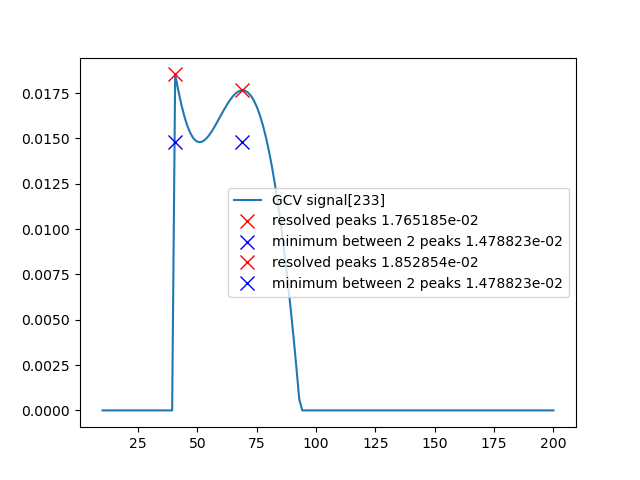 0.0175
0.0150
0.0125
0.0100
0.0075
0.0050
0.0025
0.0000
GCV signal[233]
resolved peaks 1.765185e-02
minimum between 2 peaks 1.478823e-02
resolved peaks 1.852854e-02
minimum between 2 peaks 1.478823e-02
25 50 75 100 125 150 175 200